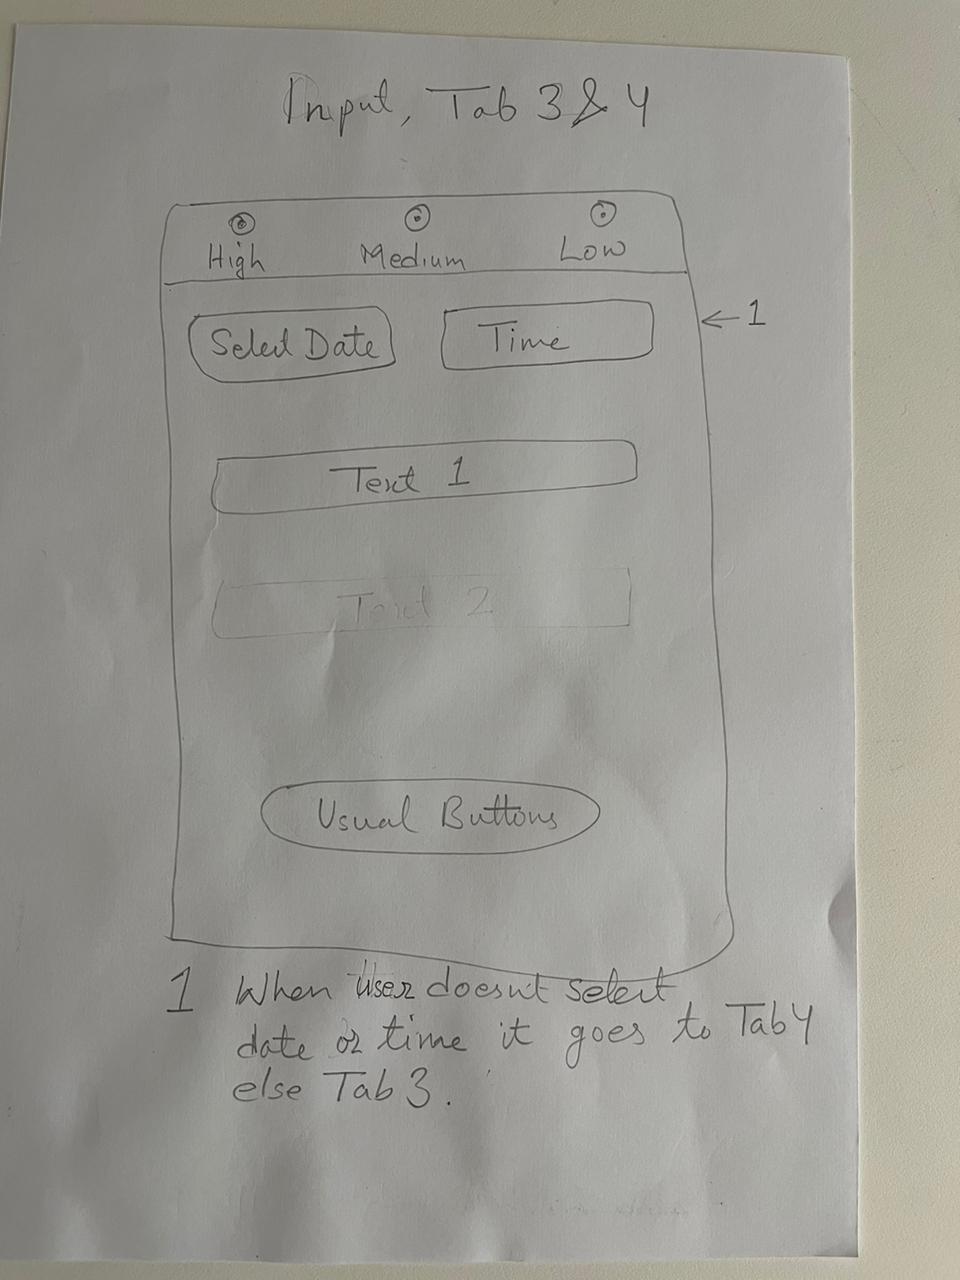 Input, Tab 3 & 4
High Medium Low
Select Date Time
← 1
Text 1
Text 2
Usual Buttons
1 When user doesn't select
date or time it goes to Tab 4
else Tab 3.